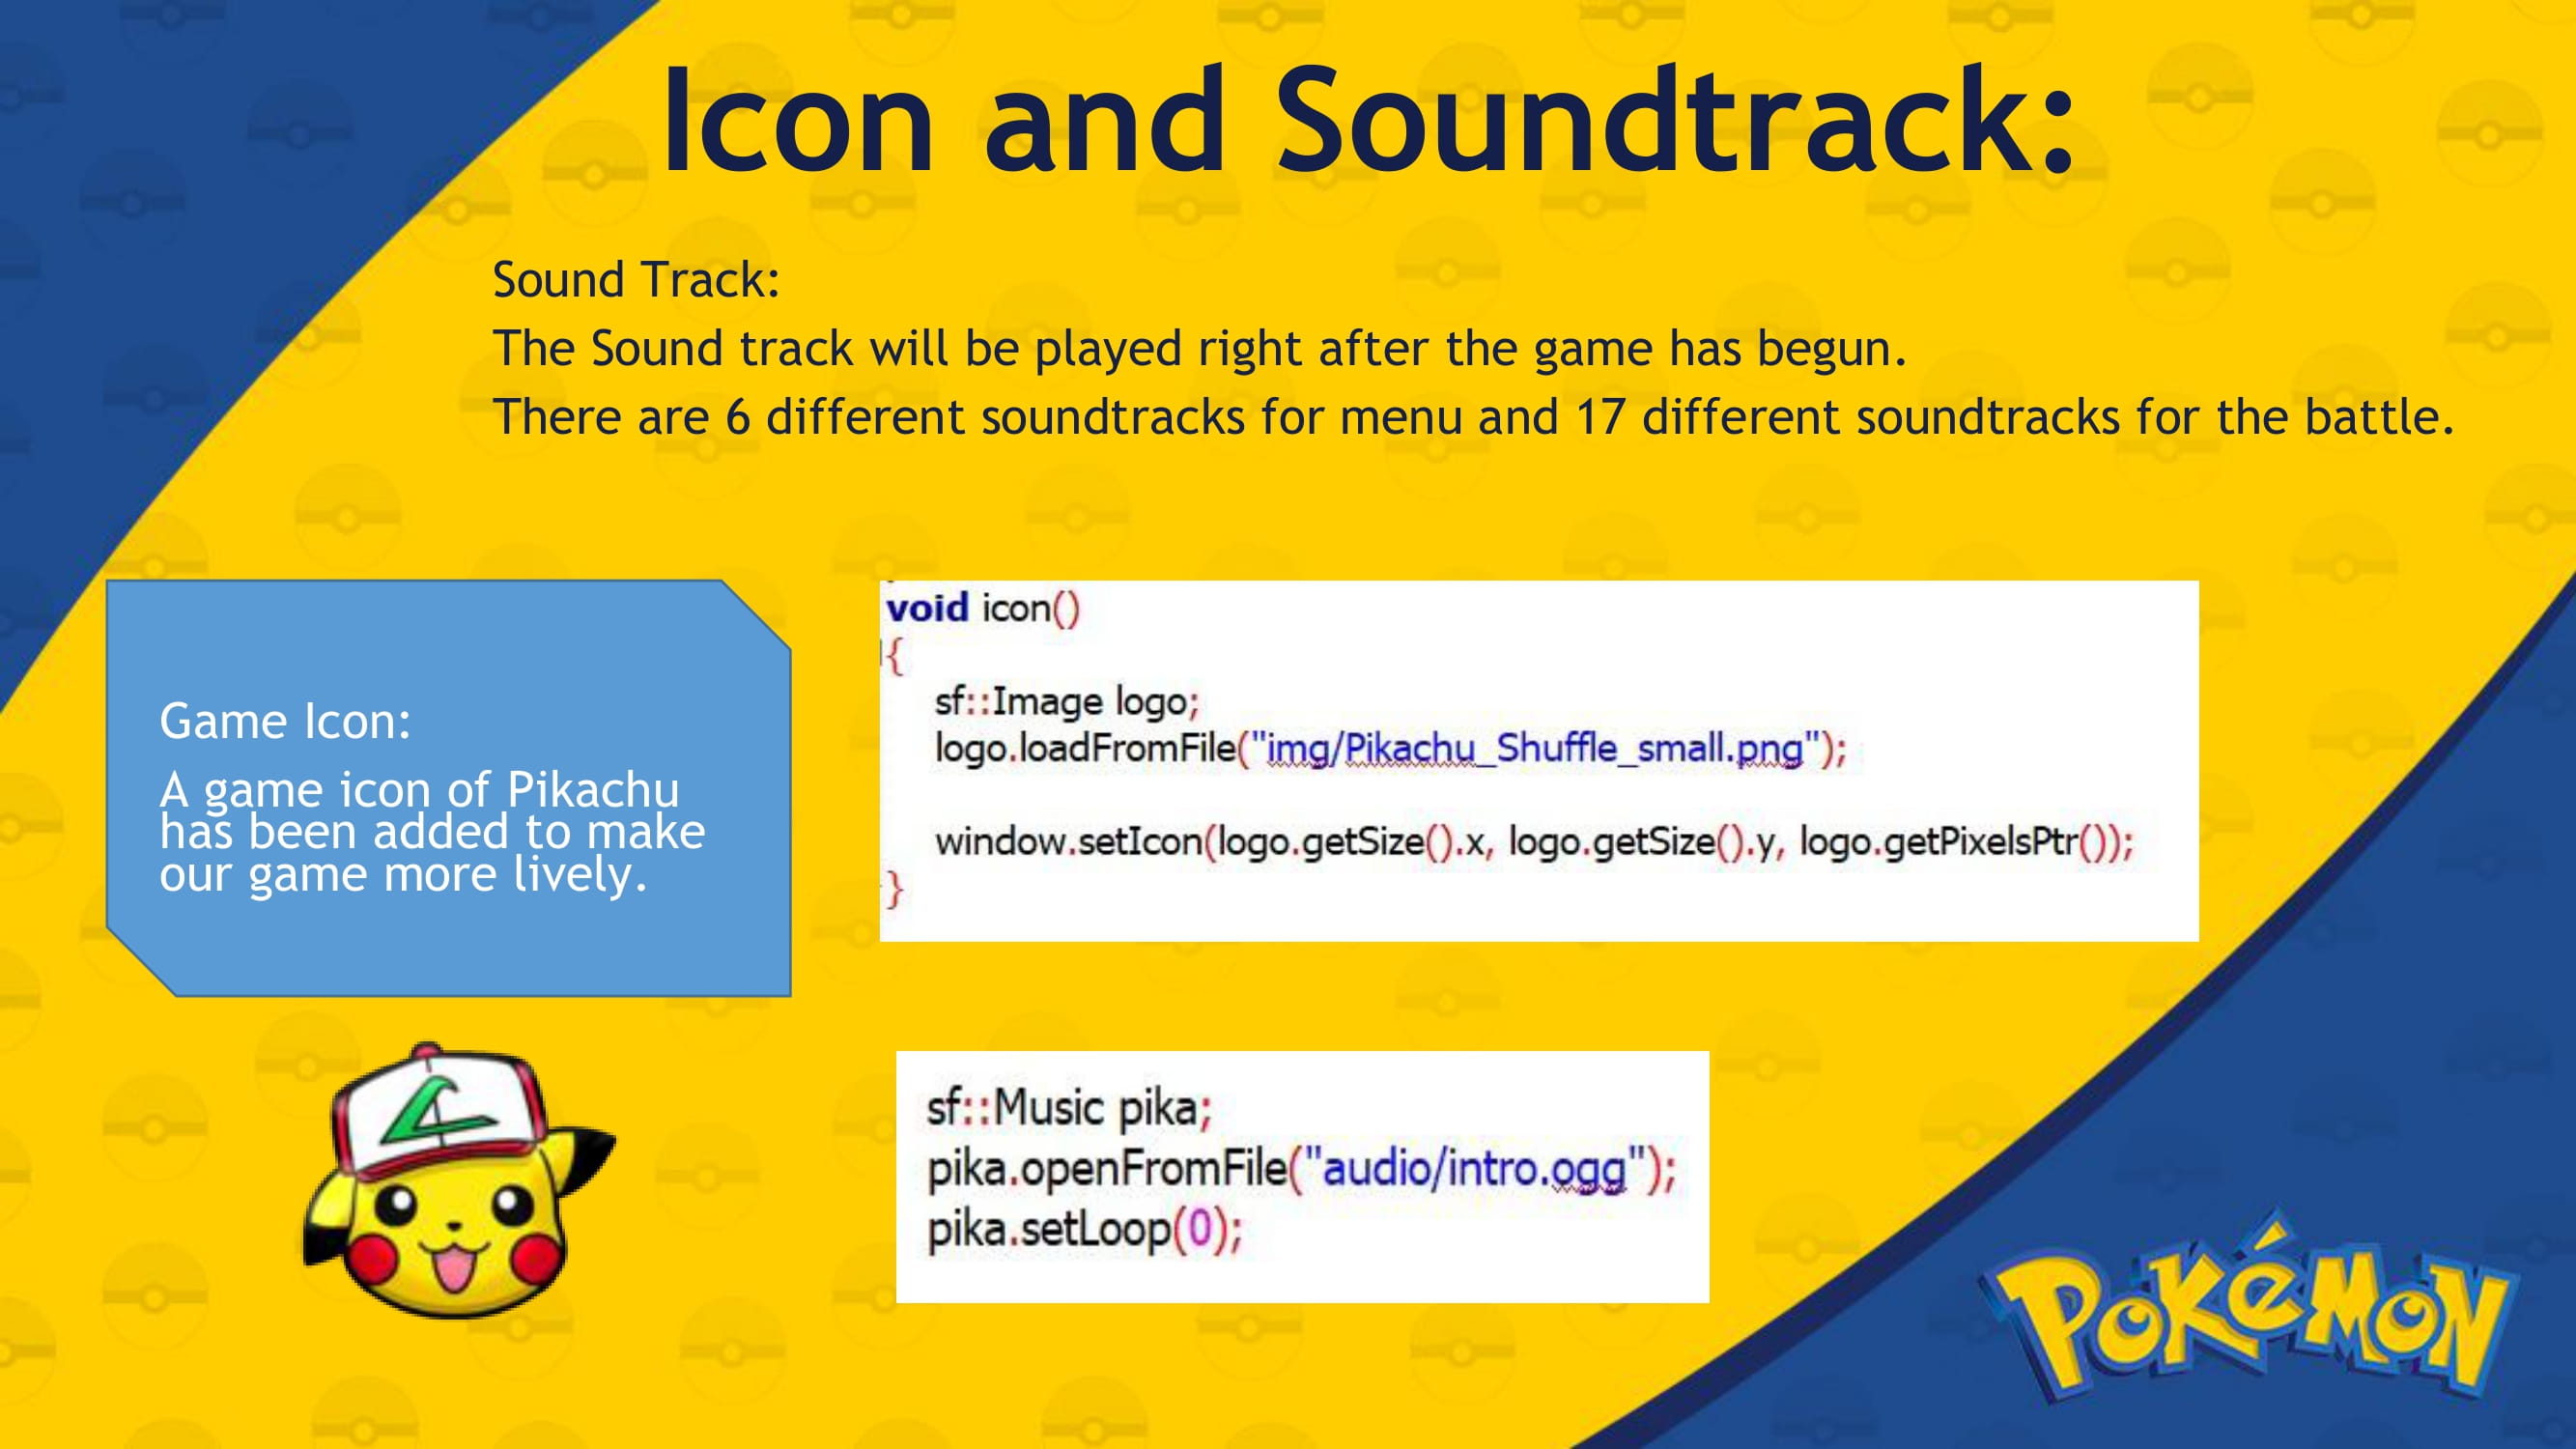 Icon and Soundtrack:
Sound Track:
The Sound track will be played right after the game has begun.
There are 6 different soundtracks for menu and 17 different soundtracks for the battle.
Game Icon:
A game icon of Pikachu
has been added to make
our game more lively.
void icon()
{
sf::Image logo;
logo.loadFromFile("img/Pikachu_Shuffle_small.png");
window.setIcon(logo.getSize().x, logo.getSize().y, logo.getPixelsPtr());
}
sf::Music pika;
pika.openFromFile("audio/intro.ogg");
pika.setLoop(0);
POKéMON